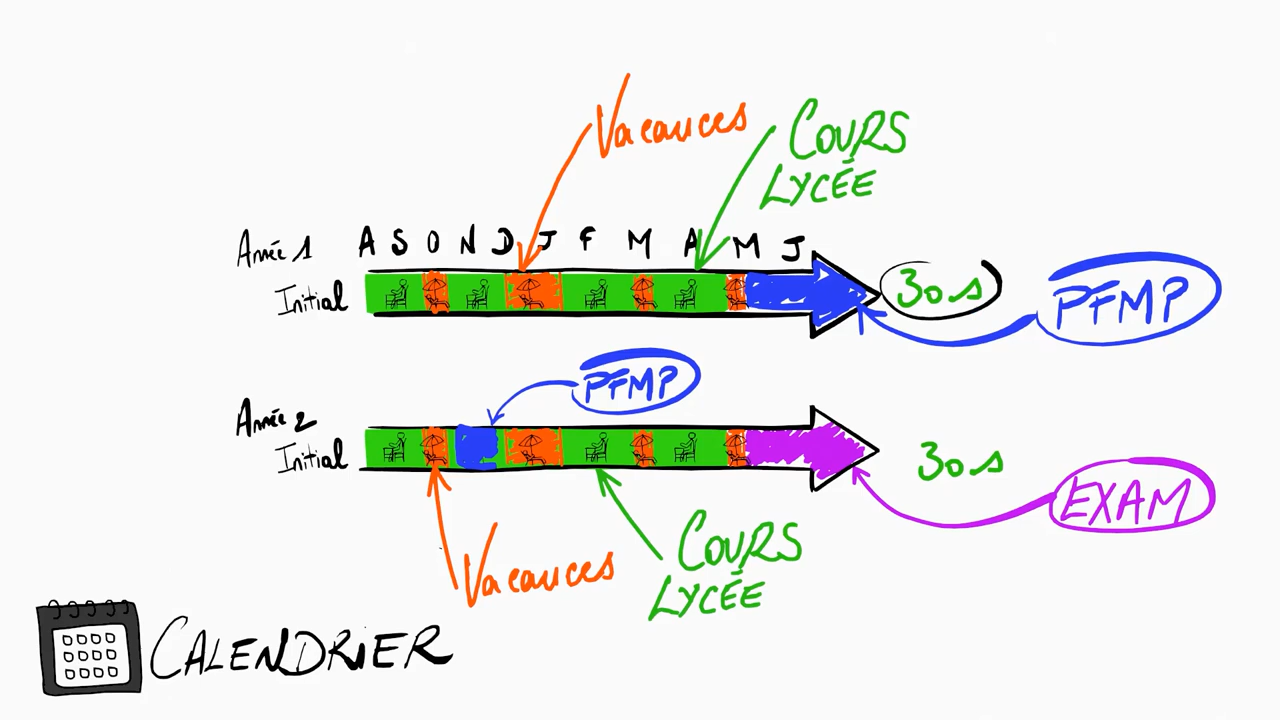 Vacances
COURS
LYCÉE
Année 1
A S O N D J F M A M J
Initial
30 s
PFMP
PFMP
Année 2
Initial
30 s
EXAM
Vacances
COURS
LYCÉE
CALENDRIER